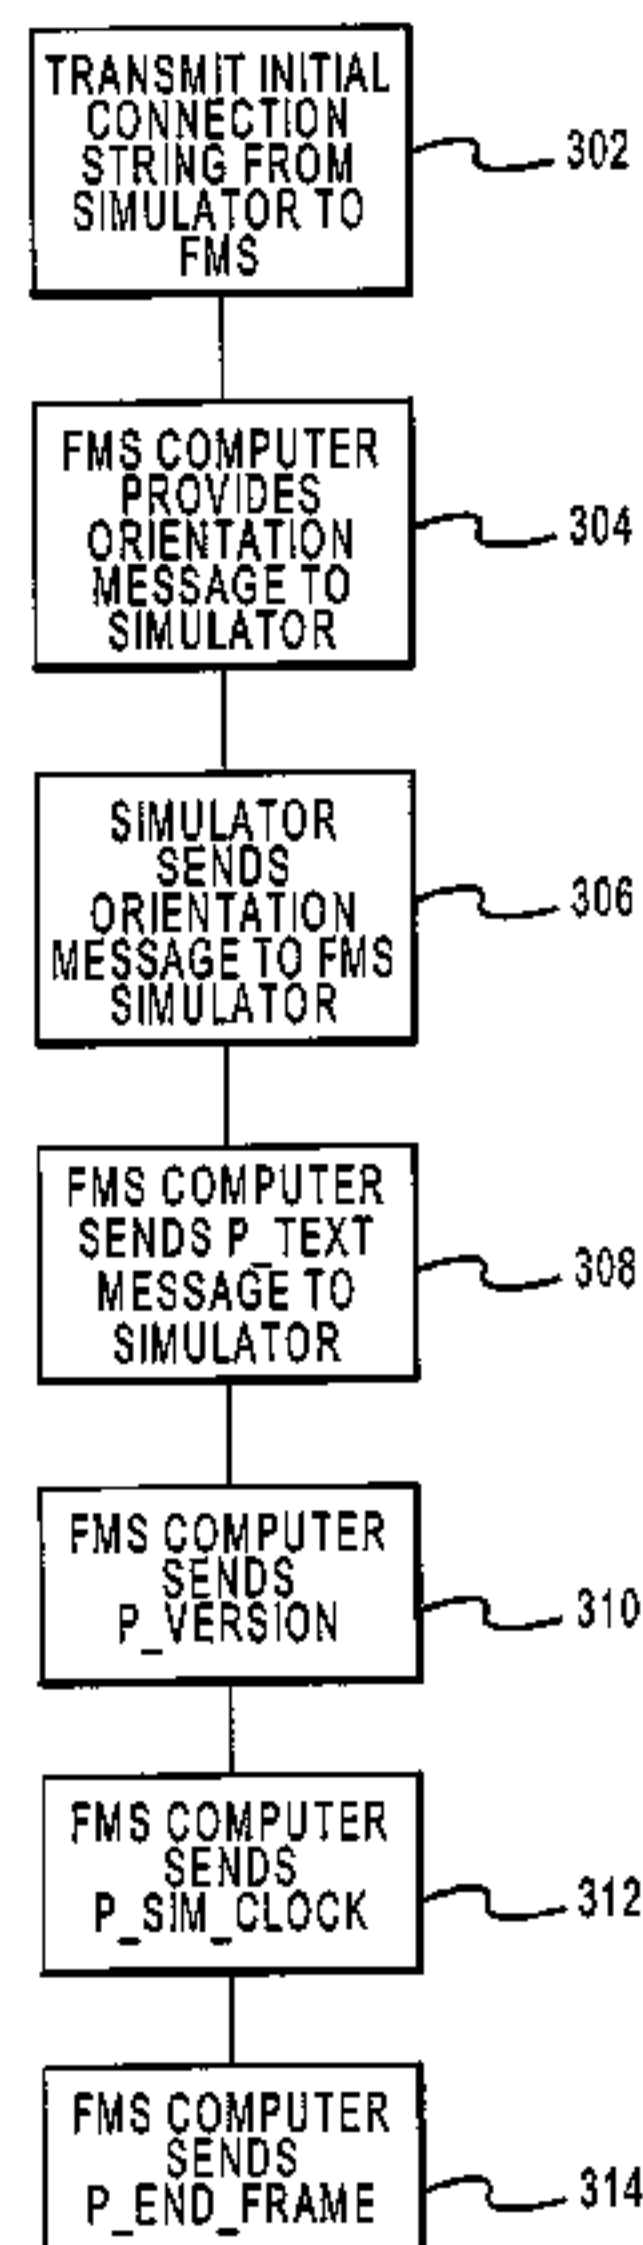 TRANSMIT INITIAL
CONNECTION
STRING FROM
SIMULATOR TO
FMS
302
FMS COMPUTER
PROVIDES
ORIENTATION
MESSAGE TO
SIMULATOR
304
SIMULATOR
SENDS
ORIENTATION
MESSAGE TO FMS
SIMULATOR
306
FMS COMPUTER
SENDS P_TEXT
MESSAGE TO
SIMULATOR
308
FMS COMPUTER
SENDS
P_VERSION
310
FMS COMPUTER
SENDS
P_SIM_CLOCK
312
FMS COMPUTER
SENDS
P_END_FRAME
314